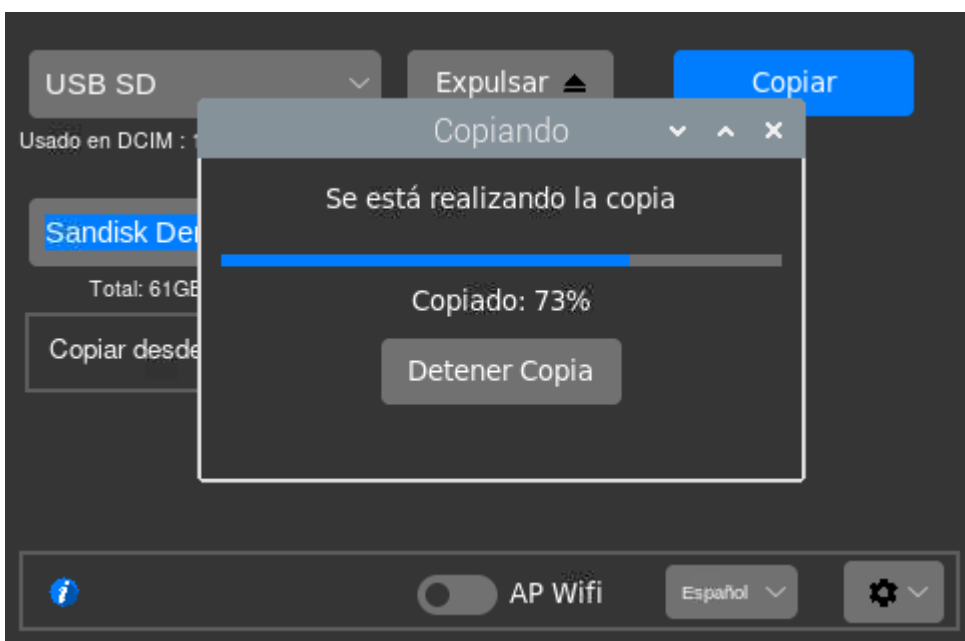 USB SD
Expulsar
Copiar
Usado en DCIM :
Copiando
Se está realizando la copia
Sandisk
Total: 61GB
Copiado: 73%
Copiar desde
Detener Copia
AP Wifi
Español